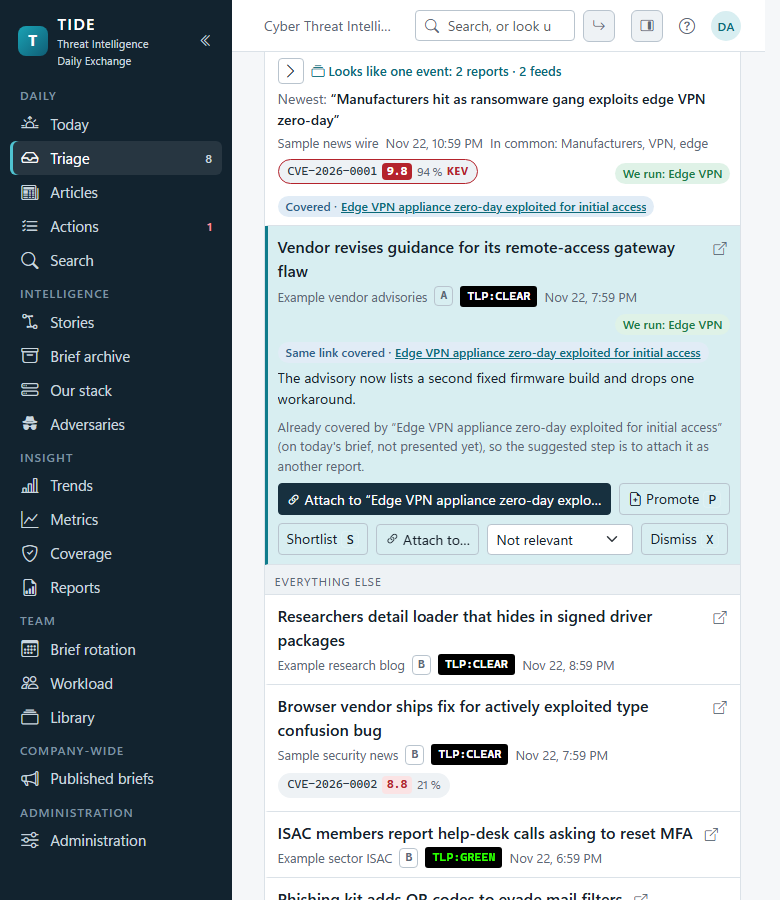 T
TIDE
Threat Intelligence
Daily Exchange
DAILY
Today
Triage 8
Articles
Actions 1
Search
INTELLIGENCE
Stories
Brief archive
Our stack
Adversaries
INSIGHT
Trends
Metrics
Coverage
Reports
TEAM
Brief rotation
Workload
Library
COMPANY-WIDE
Published briefs
ADMINISTRATION
Administration
Cyber Threat Intelli...
Search, or look u
? DA
Looks like one event: 2 reports · 2 feeds
Newest: “Manufacturers hit as ransomware gang exploits edge VPN
zero-day”
Sample news wire Nov 22, 10:59 PM In common: Manufacturers, VPN, edge
CVE-2026-0001 9.8 94 % KEV We run: Edge VPN
Covered · Edge VPN appliance zero-day exploited for initial access
Vendor revises guidance for its remote-access gateway
flaw
Example vendor advisories A TLP:CLEAR Nov 22, 7:59 PM
We run: Edge VPN
Same link covered · Edge VPN appliance zero-day exploited for initial access
The advisory now lists a second fixed firmware build and drops one
workaround.
Already covered by “Edge VPN appliance zero-day exploited for initial access”
(on today’s brief, not presented yet), so the suggested step is to attach it as
another report.
Attach to “Edge VPN appliance zero-day explo... Promote P
Shortlist S Attach to... Not relevant Dismiss X
EVERYTHING ELSE
Researchers detail loader that hides in signed driver
packages
Example research blog B TLP:CLEAR Nov 22, 8:59 PM
Browser vendor ships fix for actively exploited type
confusion bug
Sample security news B TLP:CLEAR Nov 22, 7:59 PM
CVE-2026-0002 8.8 21 %
ISAC members report help-desk calls asking to reset MFA
Example sector ISAC B TLP:GREEN Nov 22, 6:59 PM
Phishing kit adds QR codes to evade mail filters